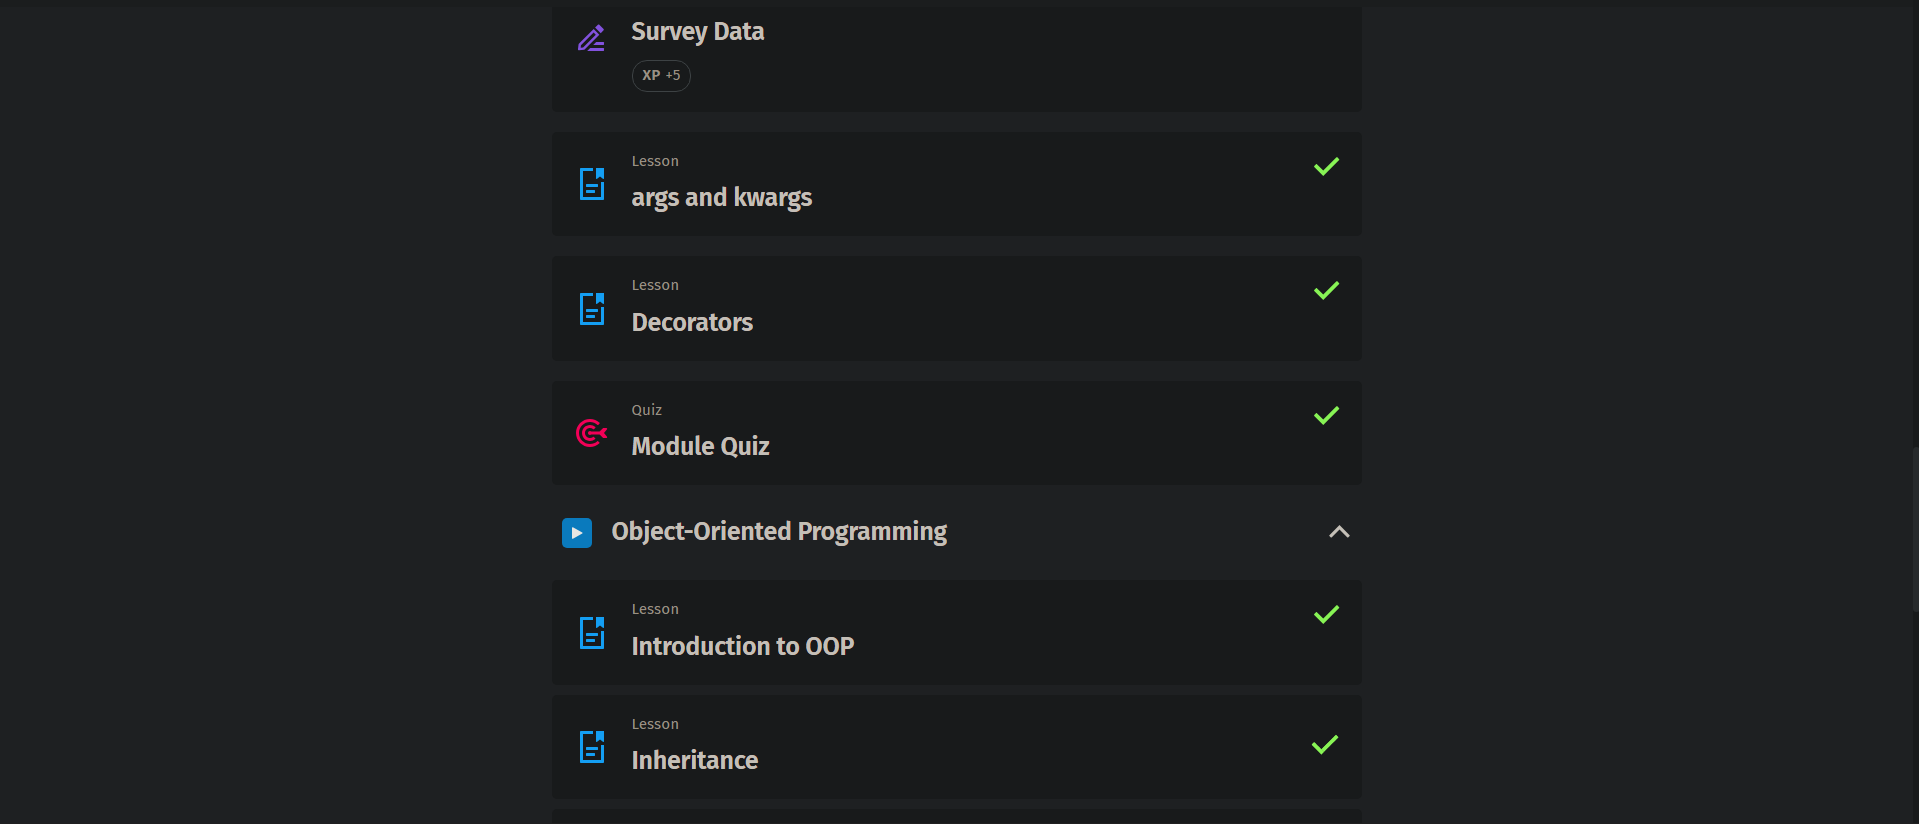 Survey Data
XP +5
Lesson
args and kwargs
Lesson
Decorators
Quiz
Module Quiz
Object-Oriented Programming
Lesson
Introduction to OOP
Lesson
Inheritance